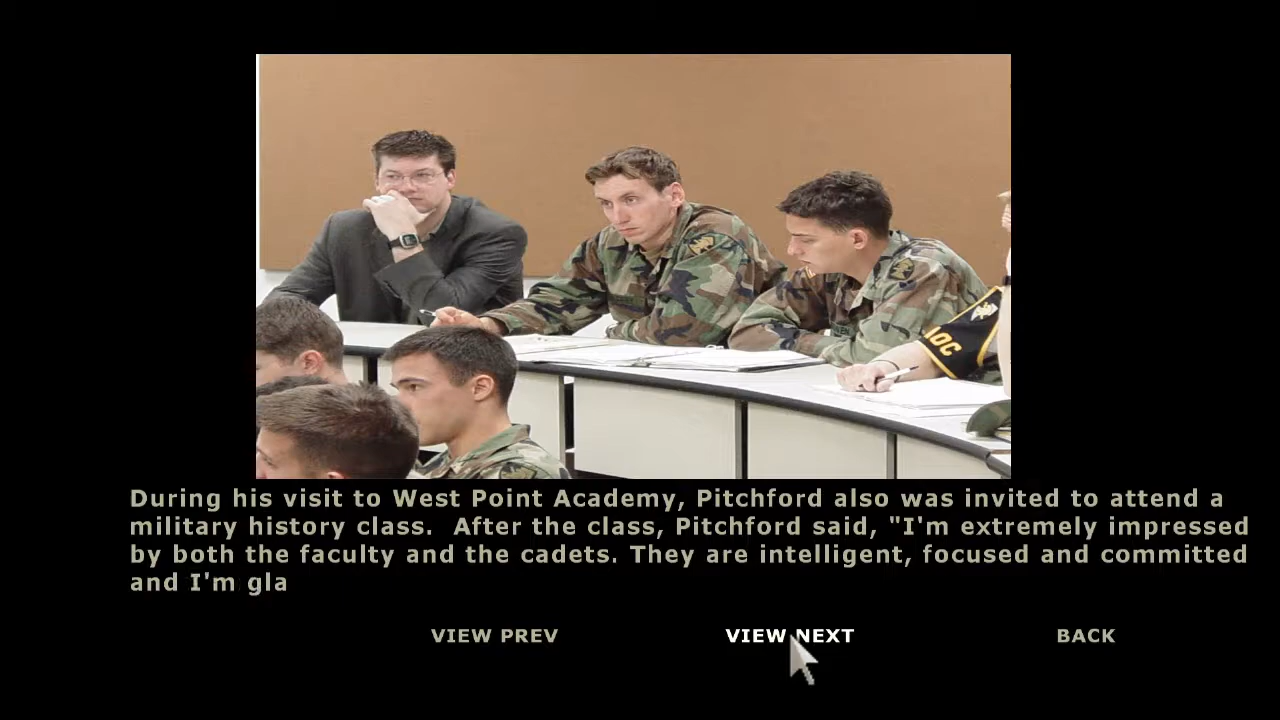 IOC
During his visit to West Point Academy, Pitchford also was invited to attend a
military history class.  After the class, Pitchford said, "I'm extremely impressed
by both the faculty and the cadets. They are intelligent, focused and committed
and I'm gla
VIEW PREV
VIEW NEXT
BACK